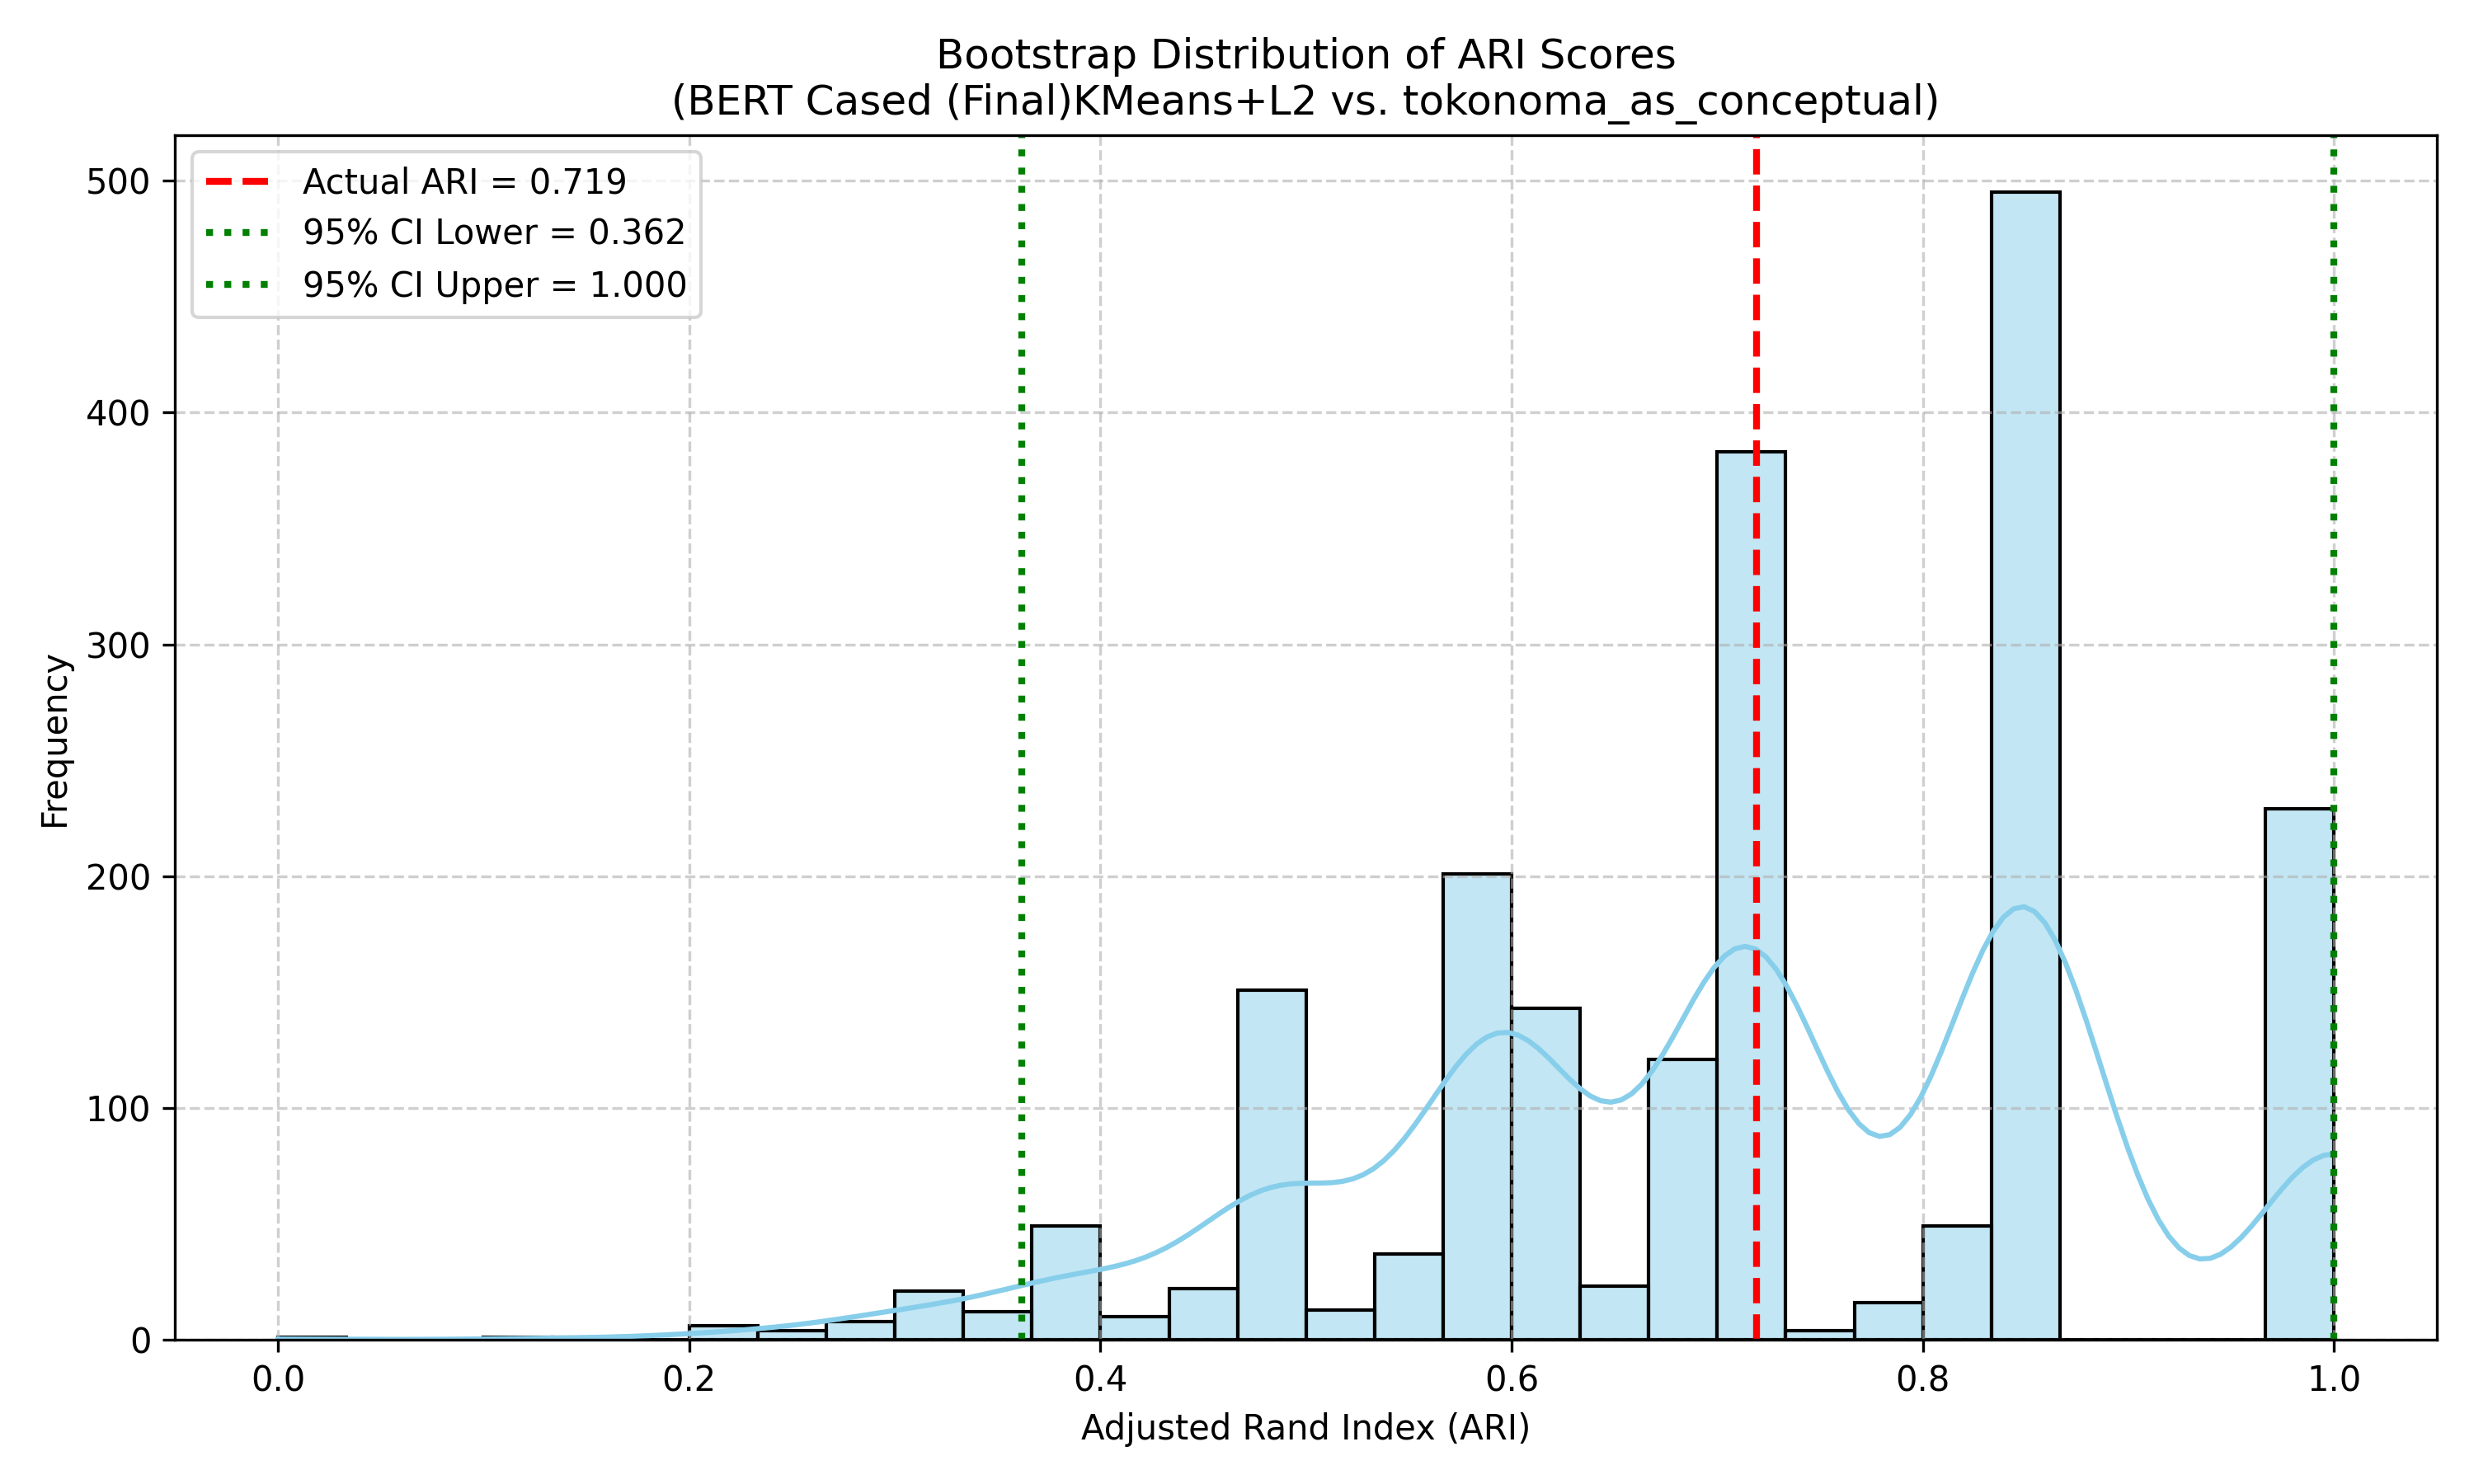 Bootstrap Distribution of ARI Scores
(BERT Cased (Final)KMeans+L2 vs. tokonoma_as_conceptual)
Actual ARI = 0.719
95% CI Lower = 0.362
95% CI Upper = 1.000
500
400
300
200
100
0
Frequency
0.0 0.2 0.4 0.6 0.8 1.0
Adjusted Rand Index (ARI)